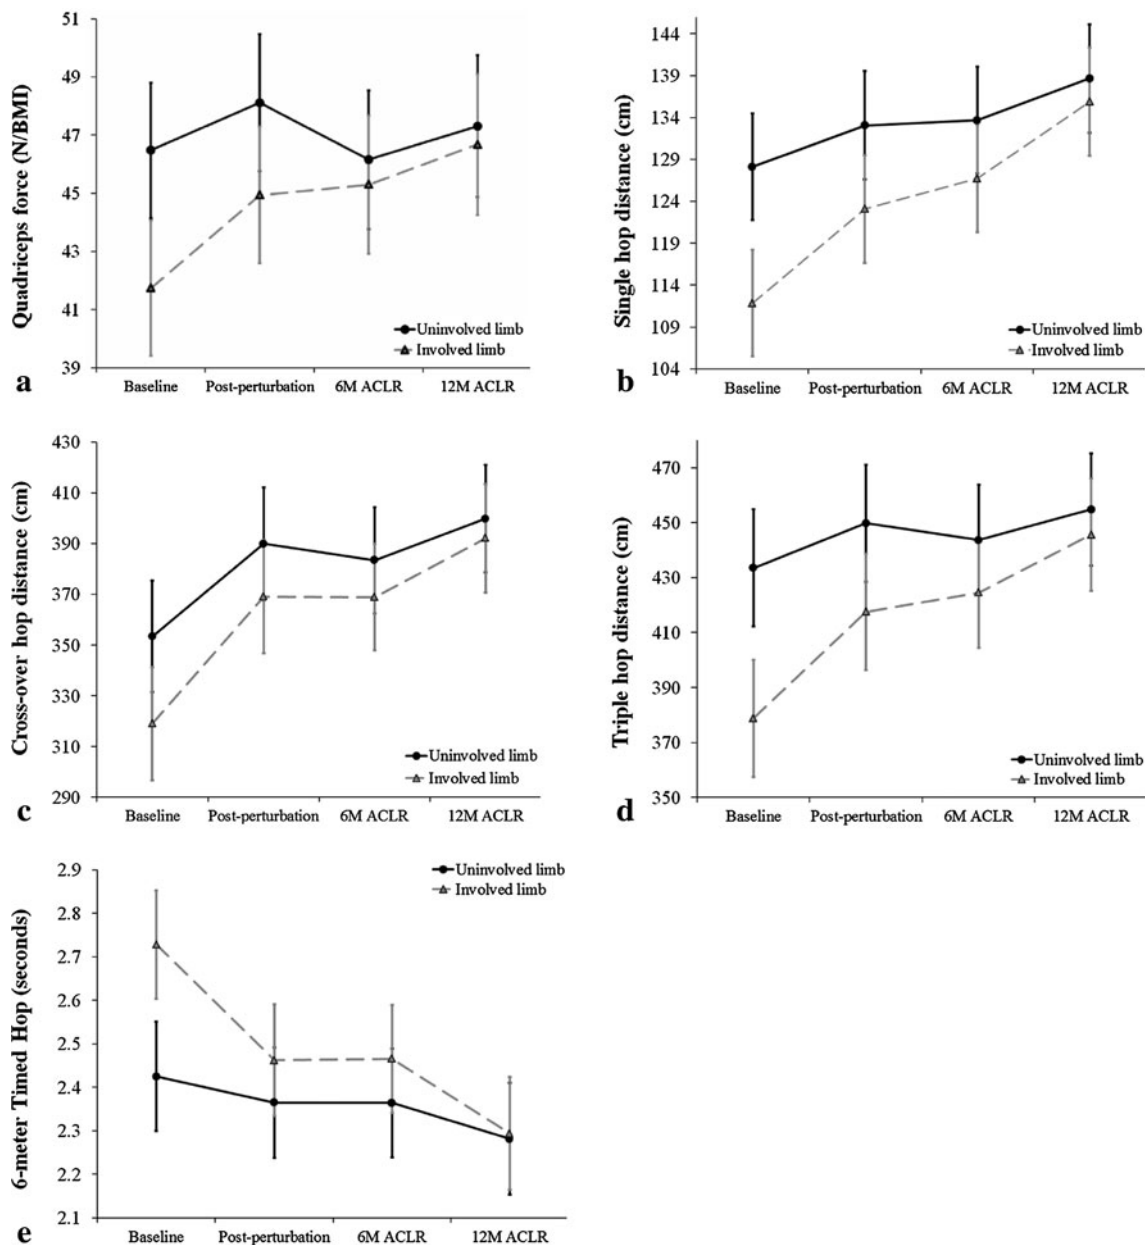 Quadriceps force (N/BMI)
51
49
47
45
43
41
39
Uninvolved limb
Involved limb
a
Baseline
Post-perturbation
6M ACLR
12M ACLR
Single hop distance (cm)
144
139
134
129
124
119
114
109
104
Uninvolved limb
Involved limb
b
Baseline
Post-perturbation
6M ACLR
12M ACLR
Cross-over hop distance (cm)
430
410
390
370
350
330
310
290
Uninvolved limb
Involved limb
c
Baseline
Post-perturbation
6M ACLR
12M ACLR
Triple hop distance (cm)
470
450
430
410
390
370
350
Uninvolved limb
Involved limb
d
Baseline
Post-perturbation
6M ACLR
12M ACLR
6-meter Timed Hop (seconds)
2.9
2.8
2.7
2.6
2.5
2.4
2.3
2.2
2.1
Uninvolved limb
Involved limb
e
Baseline
Post-perturbation
6M ACLR
12M ACLR